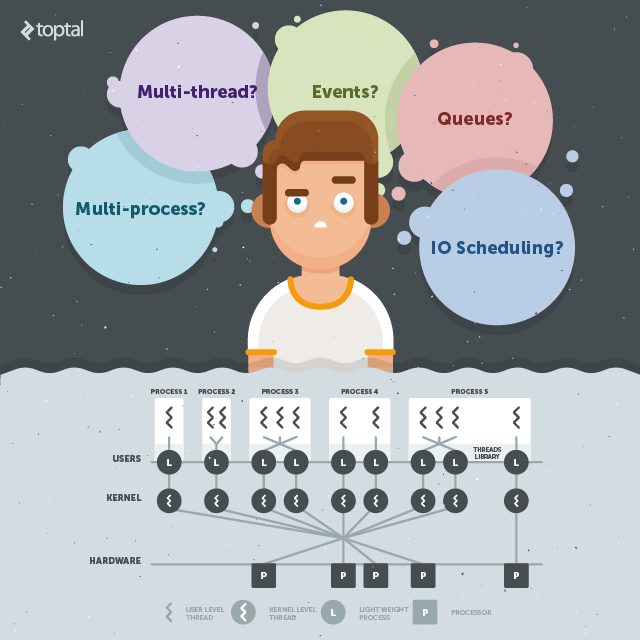 toptal
Multi-thread?
Events?
Queues?
Multi-process?
IO Scheduling?
PROCESS 1
PROCESS 2
PROCESS 3
PROCESS 4
PROCESS 5
USERS
L
L
L
L
L
L
L
L
THREADS
LIBRARY
L
KERNEL
HARDWARE
P
P
P
P
P
USER LEVEL
THREAD
KERNEL LEVEL
THREAD
L
LIGHT WEIGHT
PROCESS
P
PROCESSOR